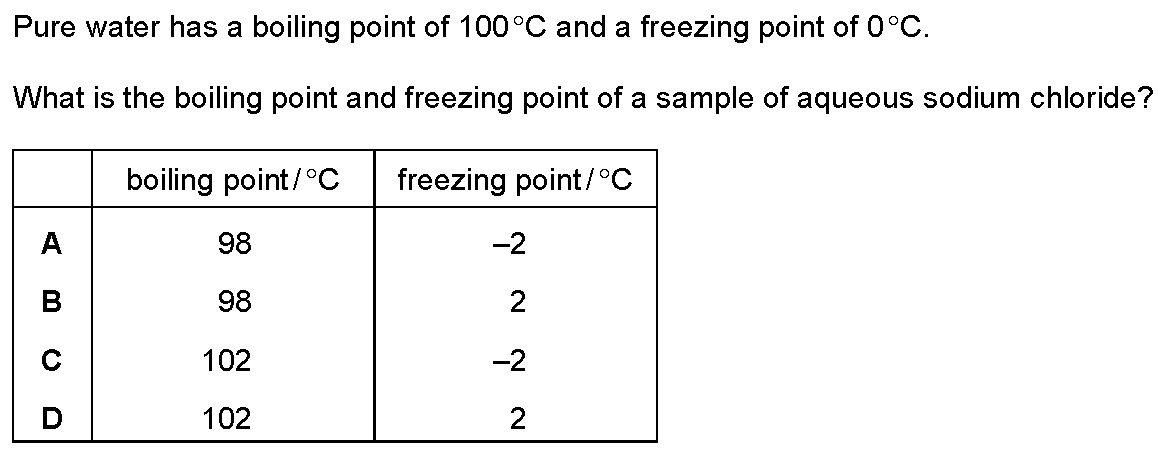 Pure water has a boiling point of 100 °C and a freezing point of 0 °C.
What is the boiling point and freezing point of a sample of aqueous sodium chloride?
boiling point / °C freezing point / °C
A 98 –2
B 98 2
C 102 –2
D 102 2